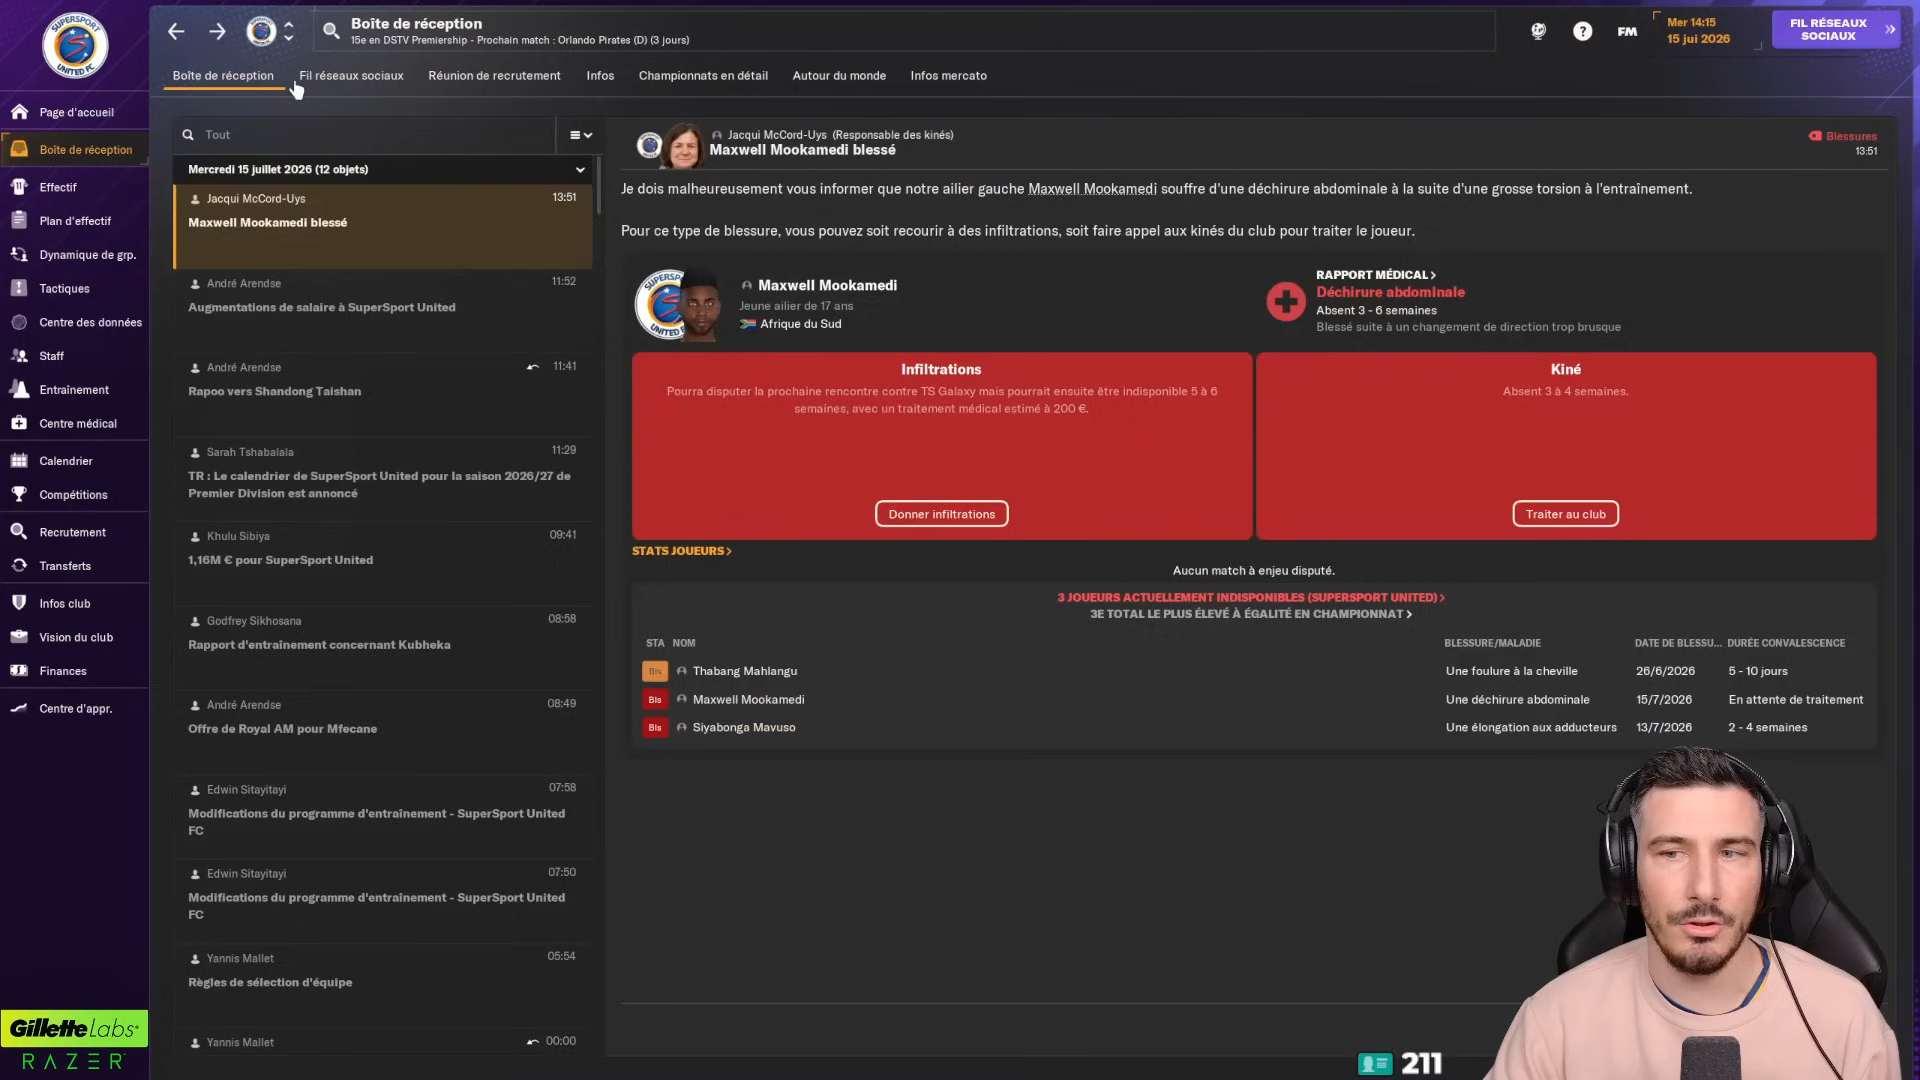 SUPERSPORT
UNITED FC
Boîte de réception
15e en DSTV Premiership - Prochain match : Orlando Pirates (D) (3 jours)
FM
Mer 14:15
15 jui 2026
FIL RÉSEAUX
SOCIAUX
Boîte de réception
Fil réseaux sociaux
Réunion de recrutement
Infos
Championnats en détail
Autour du monde
Infos mercato
Page d'accueil
Boîte de réception
Effectif
Plan d'effectif
Dynamique de grp.
Tactiques
Centre des données
Staff
Entraînement
Centre médical
Calendrier
Compétitions
Recrutement
Transferts
Infos club
Vision du club
Finances
Centre d'appr.
GilletteLabs
RAZER
Tout
Mercredi 15 juillet 2026 (12 objets)
Jacqui McCord-Uys 13:51
Maxwell Mookamedi blessé
André Arendse 11:52
Augmentations de salaire à SuperSport United
André Arendse 11:41
Rapoo vers Shandong Taishan
Sarah Tshabalala 11:29
TR : Le calendrier de SuperSport United pour la saison 2026/27 de
Premier Division est annoncé
Khulu Sibiya 09:41
1,16M € pour SuperSport United
Godfrey Sikhosana 08:58
Rapport d'entraînement concernant Kubheka
André Arendse 08:49
Offre de Royal AM pour Mfecane
Edwin Sitayitayi 07:58
Modifications du programme d'entraînement - SuperSport United
FC
Edwin Sitayitayi 07:50
Modifications du programme d'entraînement - SuperSport United
FC
Yannis Mallet 05:54
Règles de sélection d'équipe
Yannis Mallet 00:00
Jacqui McCord-Uys (Responsable des kinés)
Maxwell Mookamedi blessé
Blessures
13:51
Je dois malheureusement vous informer que notre ailier gauche Maxwell Mookamedi souffre d'une déchirure abdominale à la suite d'une grosse torsion à l'entraînement.
Pour ce type de blessure, vous pouvez soit recourir à des infiltrations, soit faire appel aux kinés du club pour traiter le joueur.
Maxwell Mookamedi
Jeune ailier de 17 ans
Afrique du Sud
RAPPORT MÉDICAL >
Déchirure abdominale
Absent 3 - 6 semaines
Blessé suite à un changement de direction trop brusque
Infiltrations
Pourra disputer la prochaine rencontre contre TS Galaxy mais pourrait ensuite être indisponible 5 à 6
semaines, avec un traitement médical estimé à 200 €.
Donner infiltrations
Kiné
Absent 3 à 4 semaines.
Traiter au club
STATS JOUEURS >
Aucun match à enjeu disputé.
3 JOUEURS ACTUELLEMENT INDISPONIBLES (SUPERSPORT UNITED) >
3E TOTAL LE PLUS ÉLEVÉ À ÉGALITÉ EN CHAMPIONNAT >
STA NOM BLESSURE/MALADIE DATE DE BLESSU... DURÉE CONVALESCENCE
Bls Thabang Mahlangu Une foulure à la cheville 26/6/2026 5 - 10 jours
Bls Maxwell Mookamedi Une déchirure abdominale 15/7/2026 En attente de traitement
Bls Siyabonga Mavuso Une élongation aux adducteurs 13/7/2026 2 - 4 semaines
211